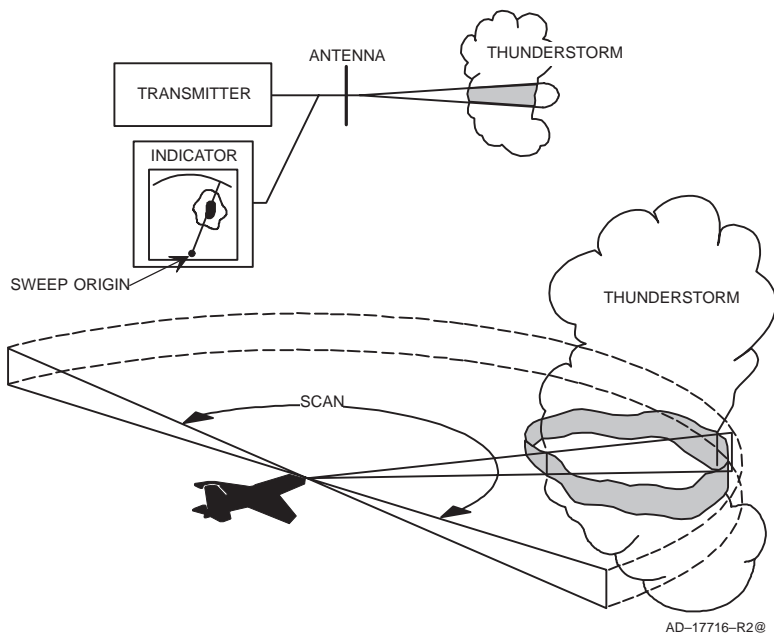 ANTENNA
THUNDERSTORM
TRANSMITTER
INDICATOR
SWEEP ORIGIN
THUNDERSTORM
SCAN
AD–17716–R2@